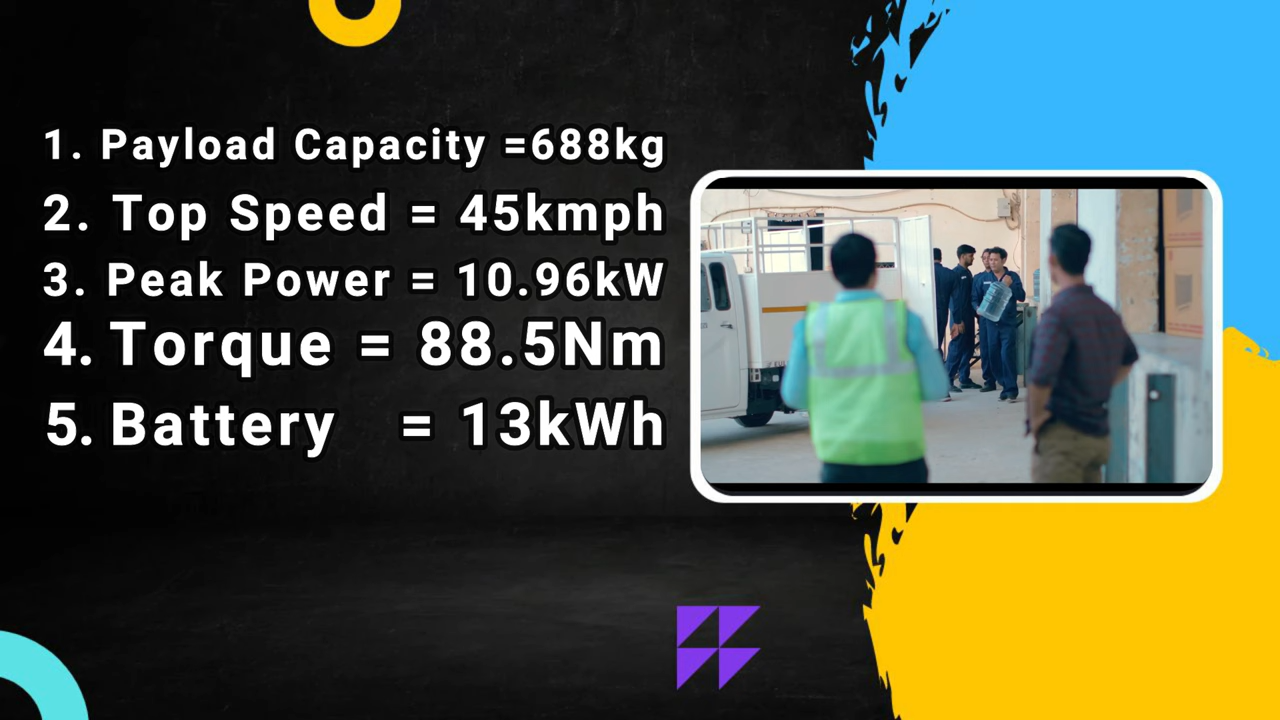 1. Payload Capacity =688kg
2. Top Speed = 45kmph
3. Peak Power = 10.96kW
4. Torque = 88.5Nm
5. Battery = 13kWh